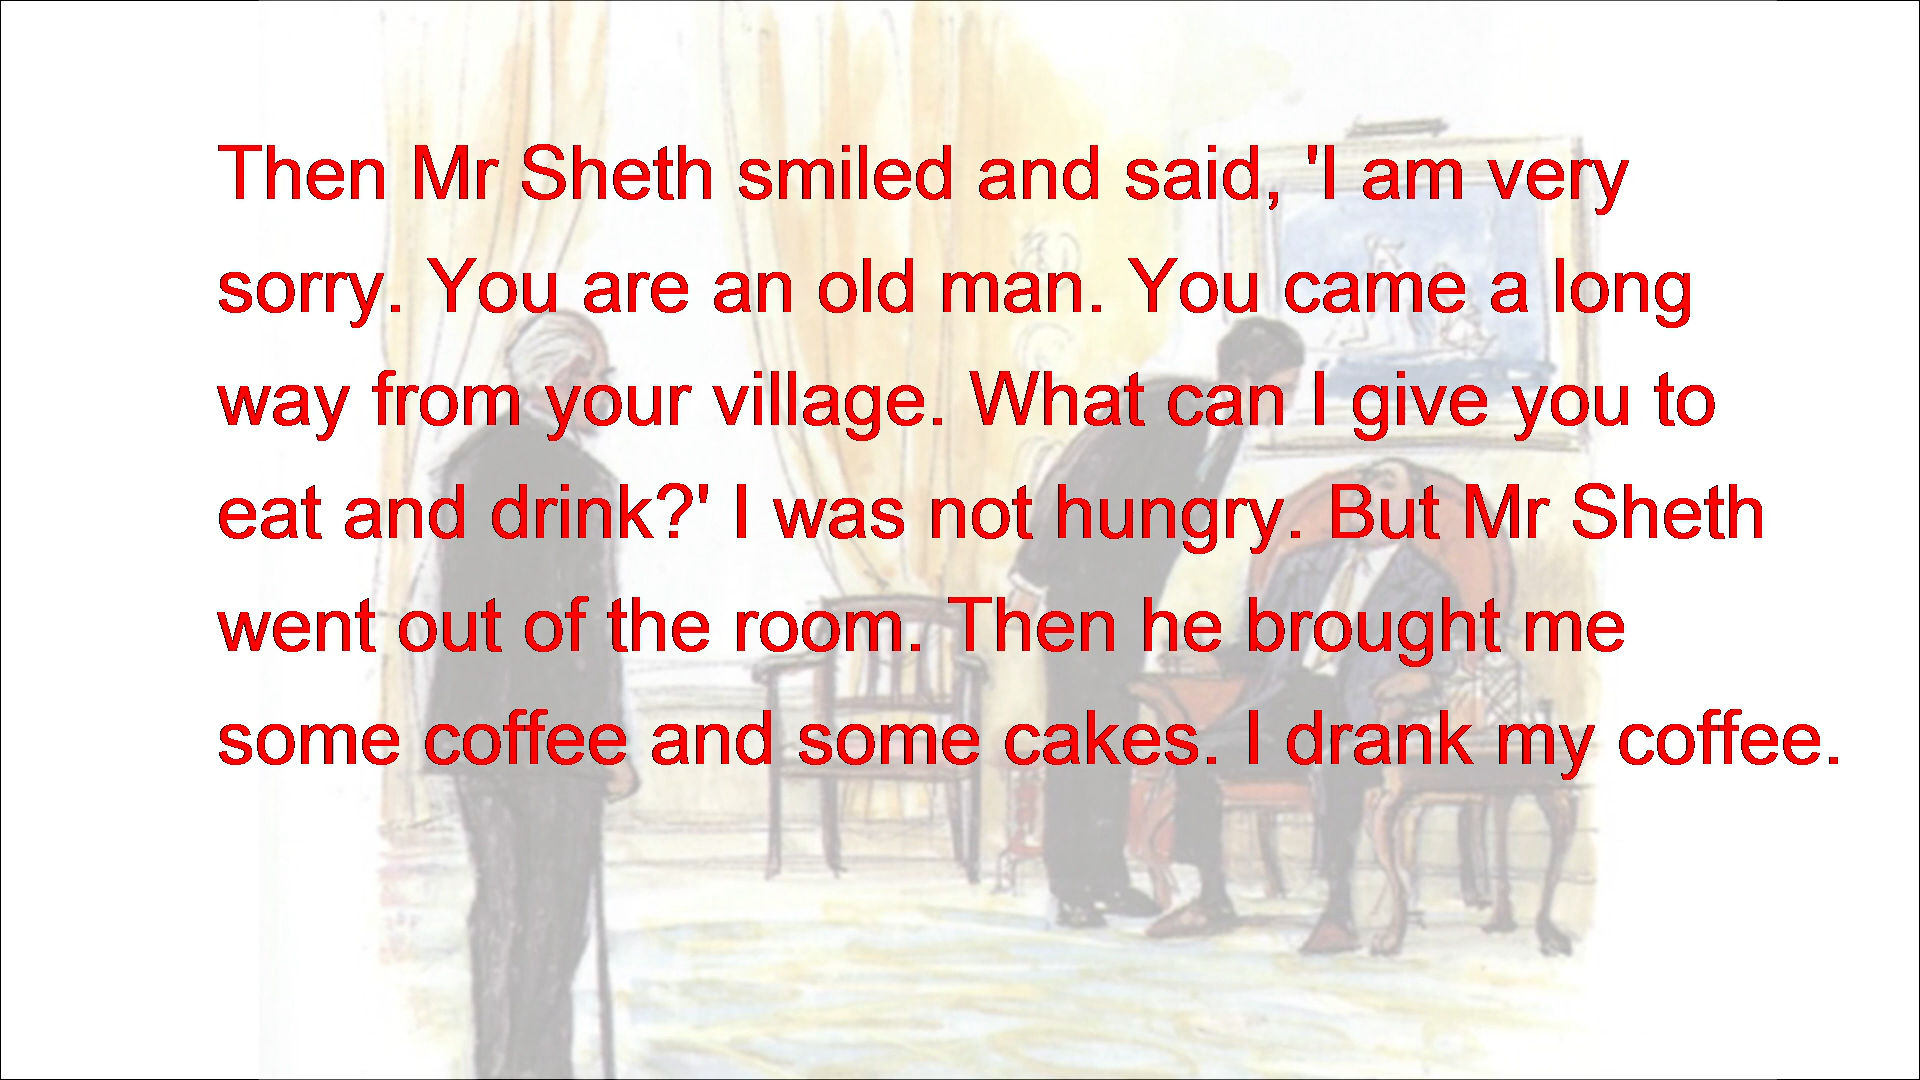 Then Mr Sheth smiled and said, 'I am very
sorry. You are an old man. You came a long
way from your village. What can I give you to
eat and drink?' I was not hungry. But Mr Sheth
went out of the room. Then he brought me
some coffee and some cakes. I drank my coffee.